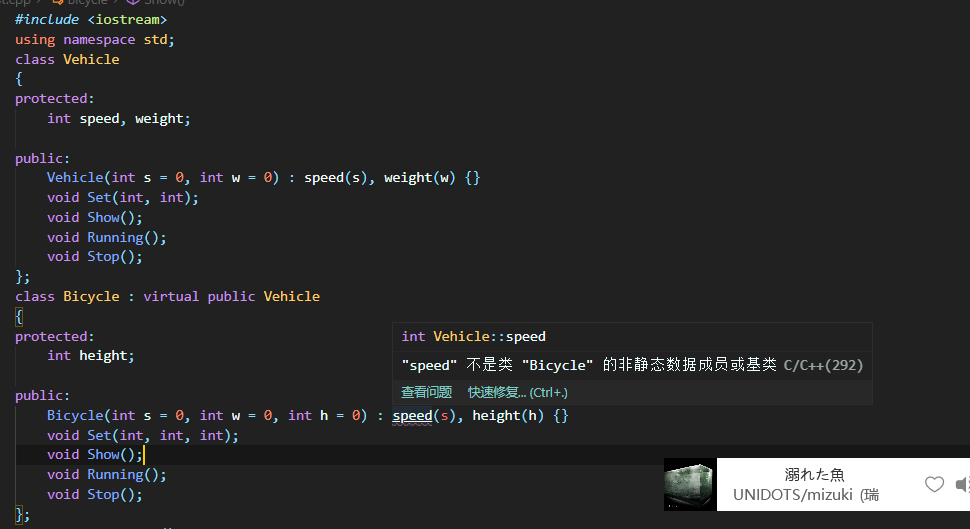 #include <iostream>
using namespace std;
class Vehicle
{
protected:
    int speed, weight;
public:
    Vehicle(int s = 0, int w = 0) : speed(s), weight(w) {}
    void Set(int, int);
    void Show();
    void Running();
    void Stop();
};
class Bicycle : virtual public Vehicle
{
protected:
    int height;
int Vehicle::speed
"speed" 不是类 "Bicycle" 的非静态数据成员或基类 C/C++(292)
查看问题 快速修复... (Ctrl+.)
public:
    Bicycle(int s = 0, int w = 0, int h = 0) : speed(s), height(h) {}
    void Set(int, int, int);
    void Show();
    void Running();
    void Stop();
};
溺れた魚
UNIDOTS/mizuki (瑞